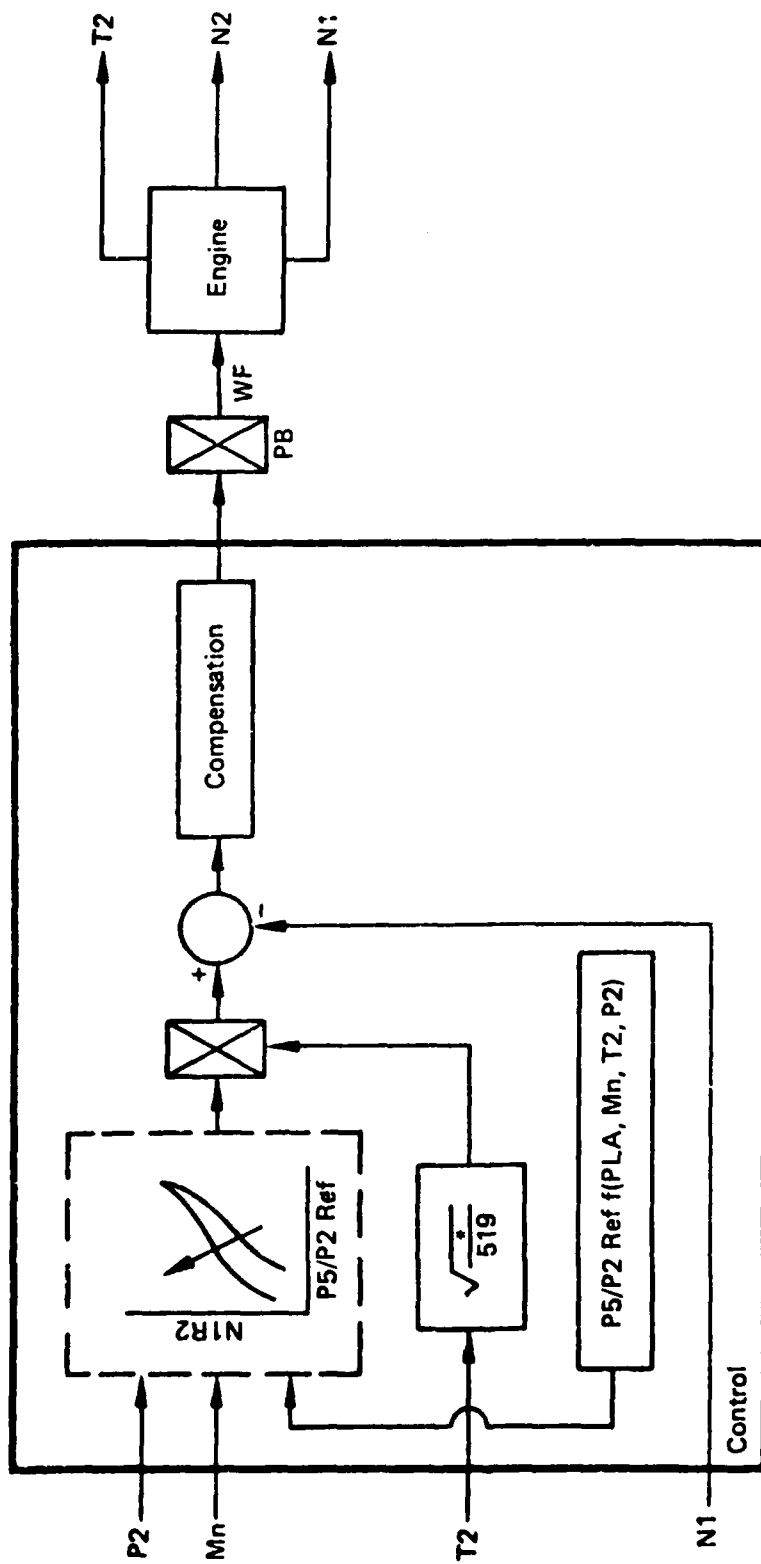 P2
Mn
T2
N1
N1R2
P5/P2 Ref
√*/519
P5/P2 Ref f(PLA, Mn, T2, P2)
Control
+
-
Compensation
PB
WF
Engine
T2
N2
N1